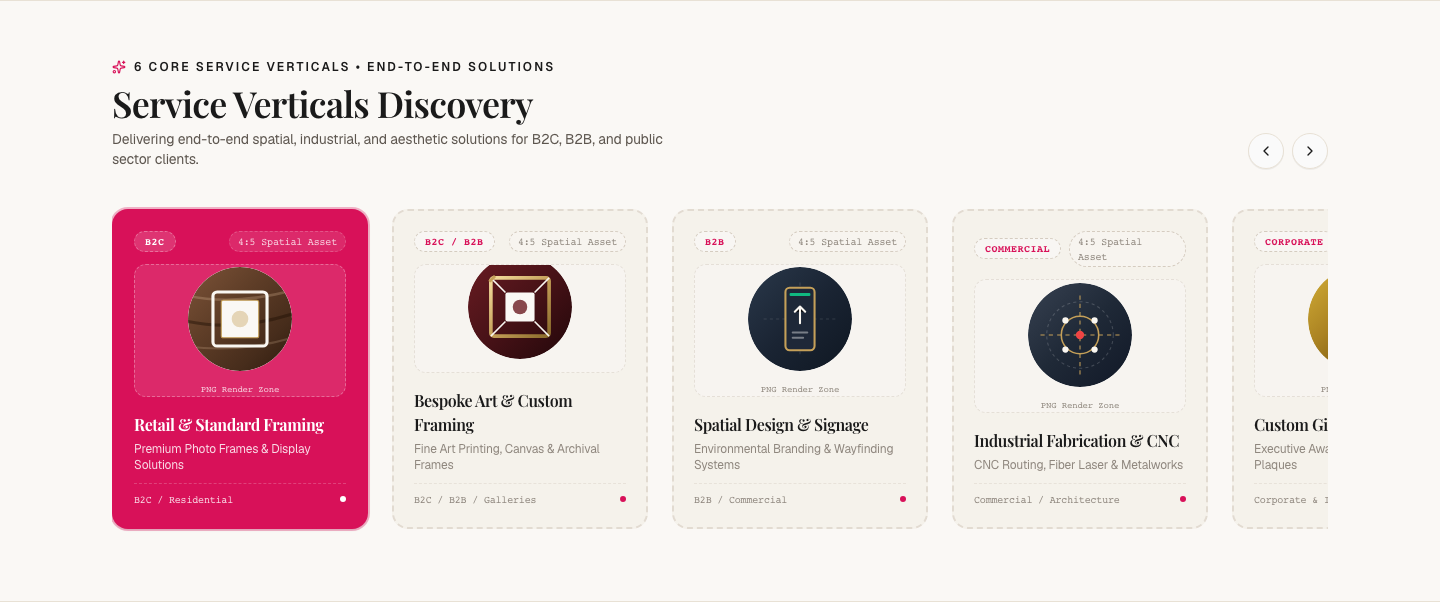 6 CORE SERVICE VERTICALS • END-TO-END SOLUTIONS
Service Verticals Discovery
Delivering end-to-end spatial, industrial, and aesthetic solutions for B2C, B2B, and public
sector clients.
B2C
4:5 Spatial Asset
PNG Render Zone
Retail & Standard Framing
Premium Photo Frames & Display
Solutions
B2C / Residential
B2C / B2B
4:5 Spatial Asset
Bespoke Art & Custom
Framing
Fine Art Printing, Canvas & Archival
Frames
B2C / B2B / Galleries
B2B
4:5 Spatial Asset
PNG Render Zone
Spatial Design & Signage
Environmental Branding & Wayfinding
Systems
B2B / Commercial
COMMERCIAL
4:5 Spatial
Asset
PNG Render Zone
Industrial Fabrication & CNC
CNC Routing, Fiber Laser & Metalworks
Commercial / Architecture
CORPORATE
Custom
Executive
Plaques
Corporate &